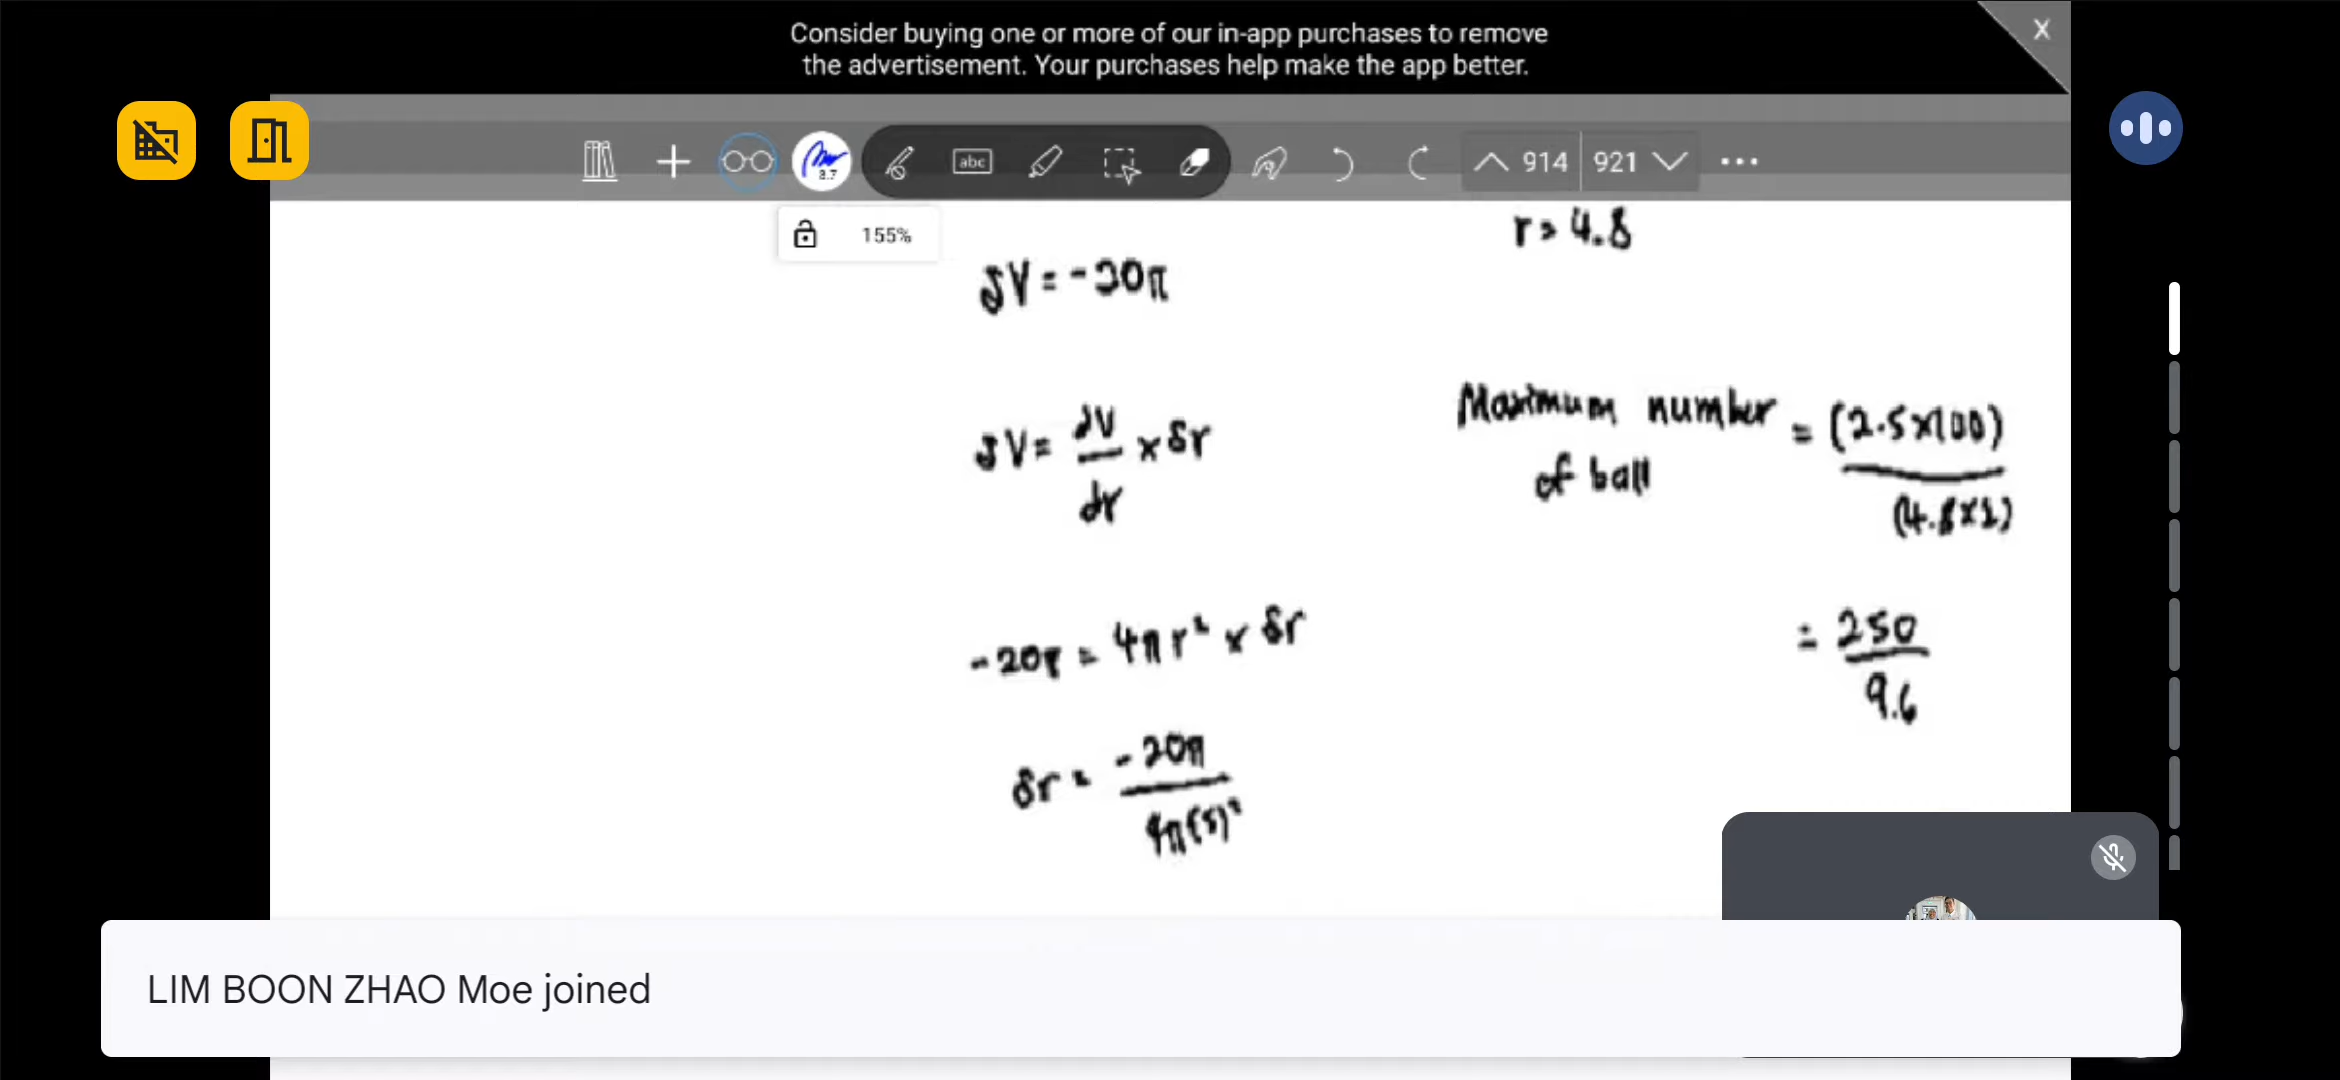 Consider buying one or more of our in-app purchases to remove
the advertisement. Your purchases help make the app better.
X
abc
3.7
914
921
155%
r = 4.8
δV = -20π
δV = dV/dr × δr
Maximum number of ball = (2.5×100)/(4.8×2)
-20π = 4πr² × δr
= 250/9.6
δr = -20π/4π(5)²
LIM BOON ZHAO Moe joined